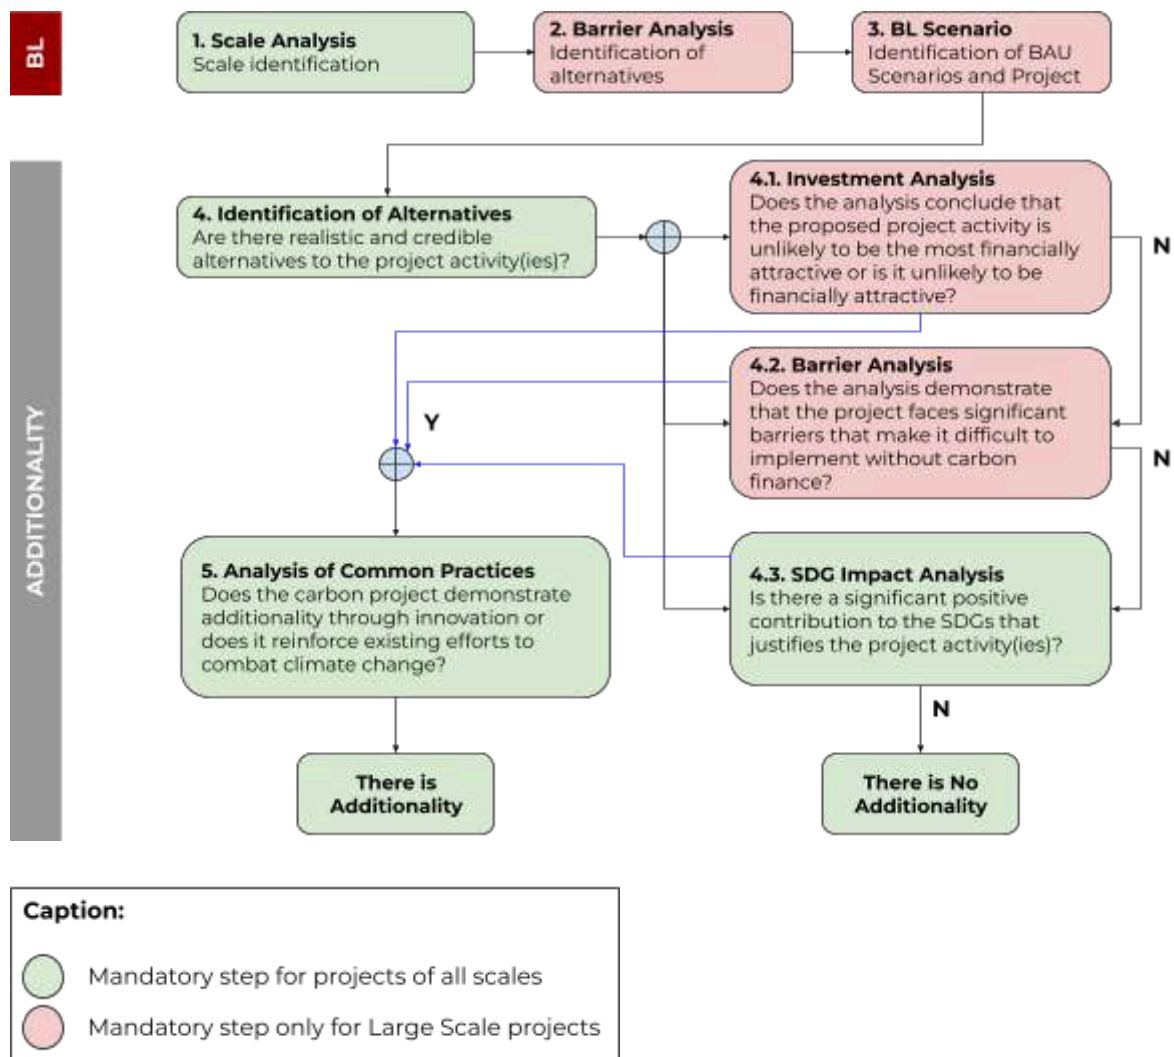 BL
1. Scale Analysis
Scale identification
2. Barrier Analysis
Identification of
alternatives
3. BL Scenario
Identification of BAU
Scenarios and Project
ADDITIONALITY
4. Identification of Alternatives
Are there realistic and credible
alternatives to the project activity(ies)?
4.1. Investment Analysis
Does the analysis conclude that
the proposed project activity is
unlikely to be the most financially
attractive or is it unlikely to be
financially attractive?
N
4.2. Barrier Analysis
Does the analysis demonstrate
that the project faces significant
barriers that make it difficult to
implement without carbon
finance?
Y
N
5. Analysis of Common Practices
Does the carbon project demonstrate
additionality through innovation or
does it reinforce existing efforts to
combat climate change?
4.3. SDG Impact Analysis
Is there a significant positive
contribution to the SDGs that
justifies the project activity(ies)?
N
There is
Additionality
There is No
Additionality
Caption:
Mandatory step for projects of all scales
Mandatory step only for Large Scale projects